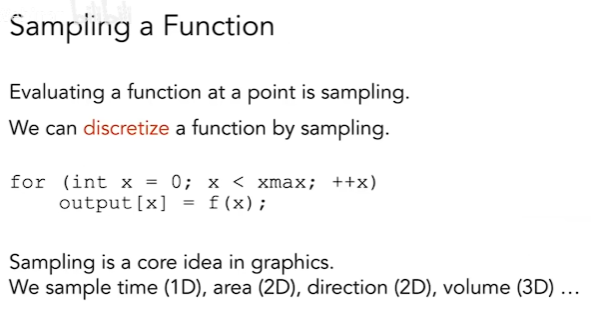 Sampling a Function
Evaluating a function at a point is sampling.
We can discretize a function by sampling.
for (int x = 0; x < xmax; ++x)
output[x] = f(x);
Sampling is a core idea in graphics.
We sample time (1D), area (2D), direction (2D), volume (3D) ...